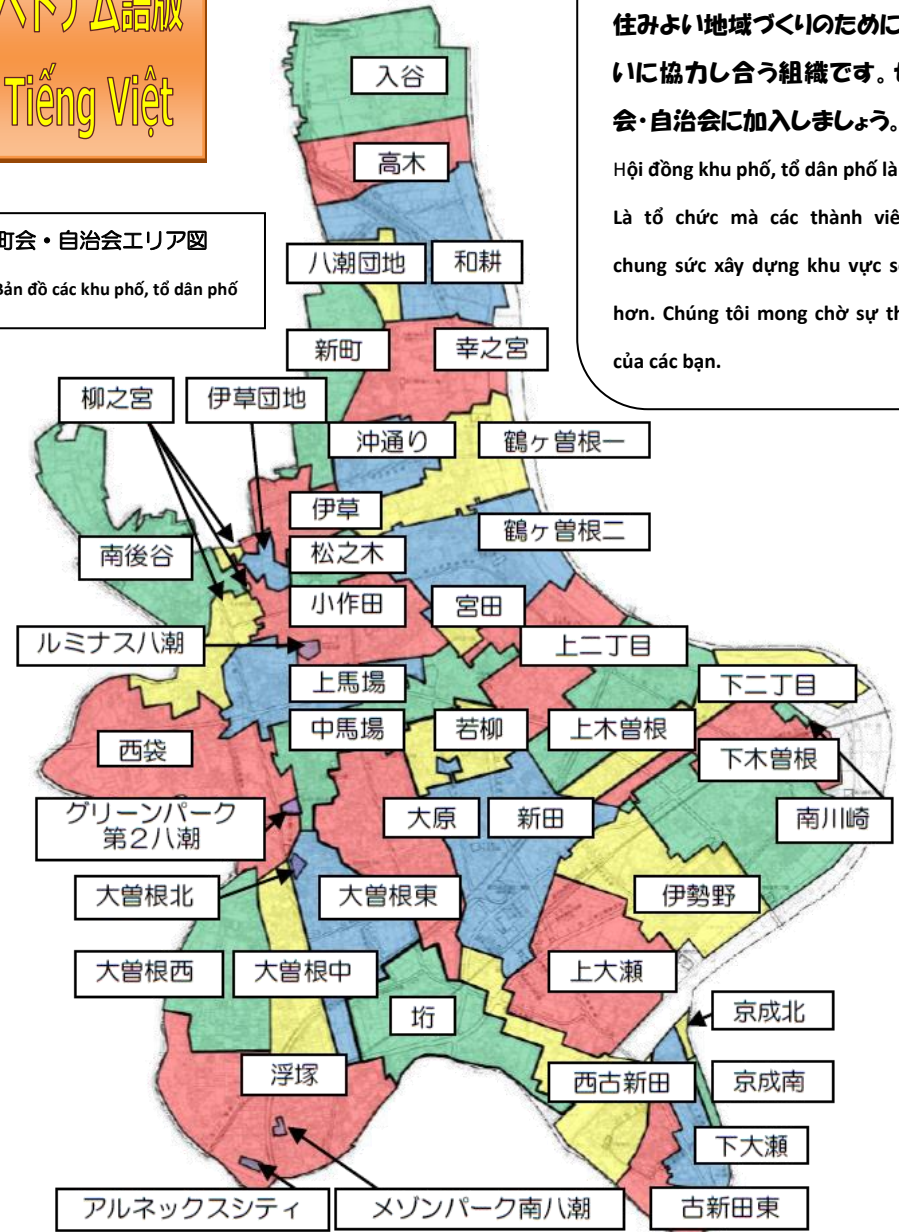 ベトナム語版
Tiếng Việt
町会・自治会エリア図
Bản đồ các khu phố, tổ dân phố
住みよい地域づくりのために
いに協力し合う組織です。
会・自治会に加入しましょう。
Hội đồng khu phố, tổ dân phố là
Là tổ chức mà các thành viê
chung sức xây dựng khu vực s
hơn. Chúng tôi mong chờ sự th
của các bạn.
入谷
高木
八潮団地
和耕
新町
幸之宮
柳之宮
伊草団地
沖通り
鶴ヶ曽根一
伊草
鶴ヶ曽根二
南後谷
松之木
小作田
宮田
ルミナス八潮
上二丁目
上馬場
下二丁目
西袋
中馬場
若柳
上木曽根
下木曽根
グリーンパーク
第2八潮
大原
新田
南川崎
大曽根北
大曽根東
伊勢野
大曽根西
大曽根中
上大瀬
垳
京成北
浮塚
西古新田
京成南
下大瀬
アルネックスシティ
メゾンパーク南八潮
古新田東